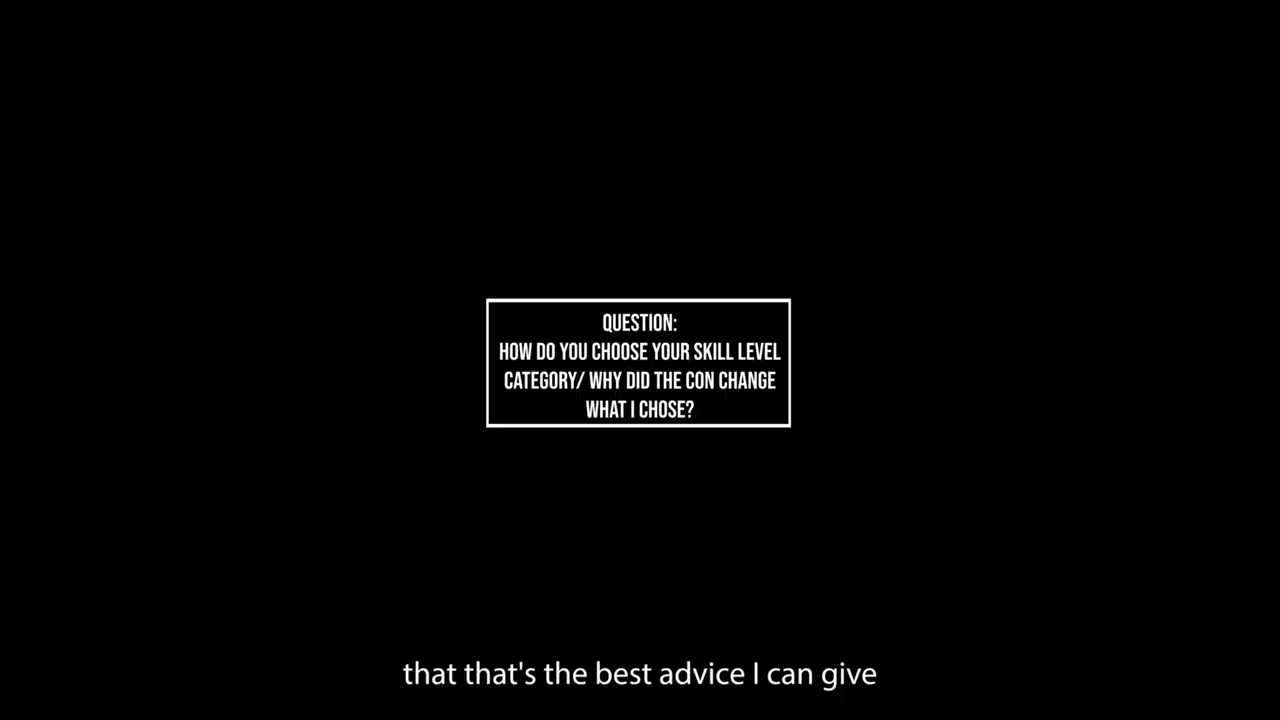 QUESTION:
HOW DO YOU CHOOSE YOUR SKILL LEVEL
CATEGORY/ WHY DID THE CON CHANGE
WHAT I CHOSE?
that that's the best advice I can give